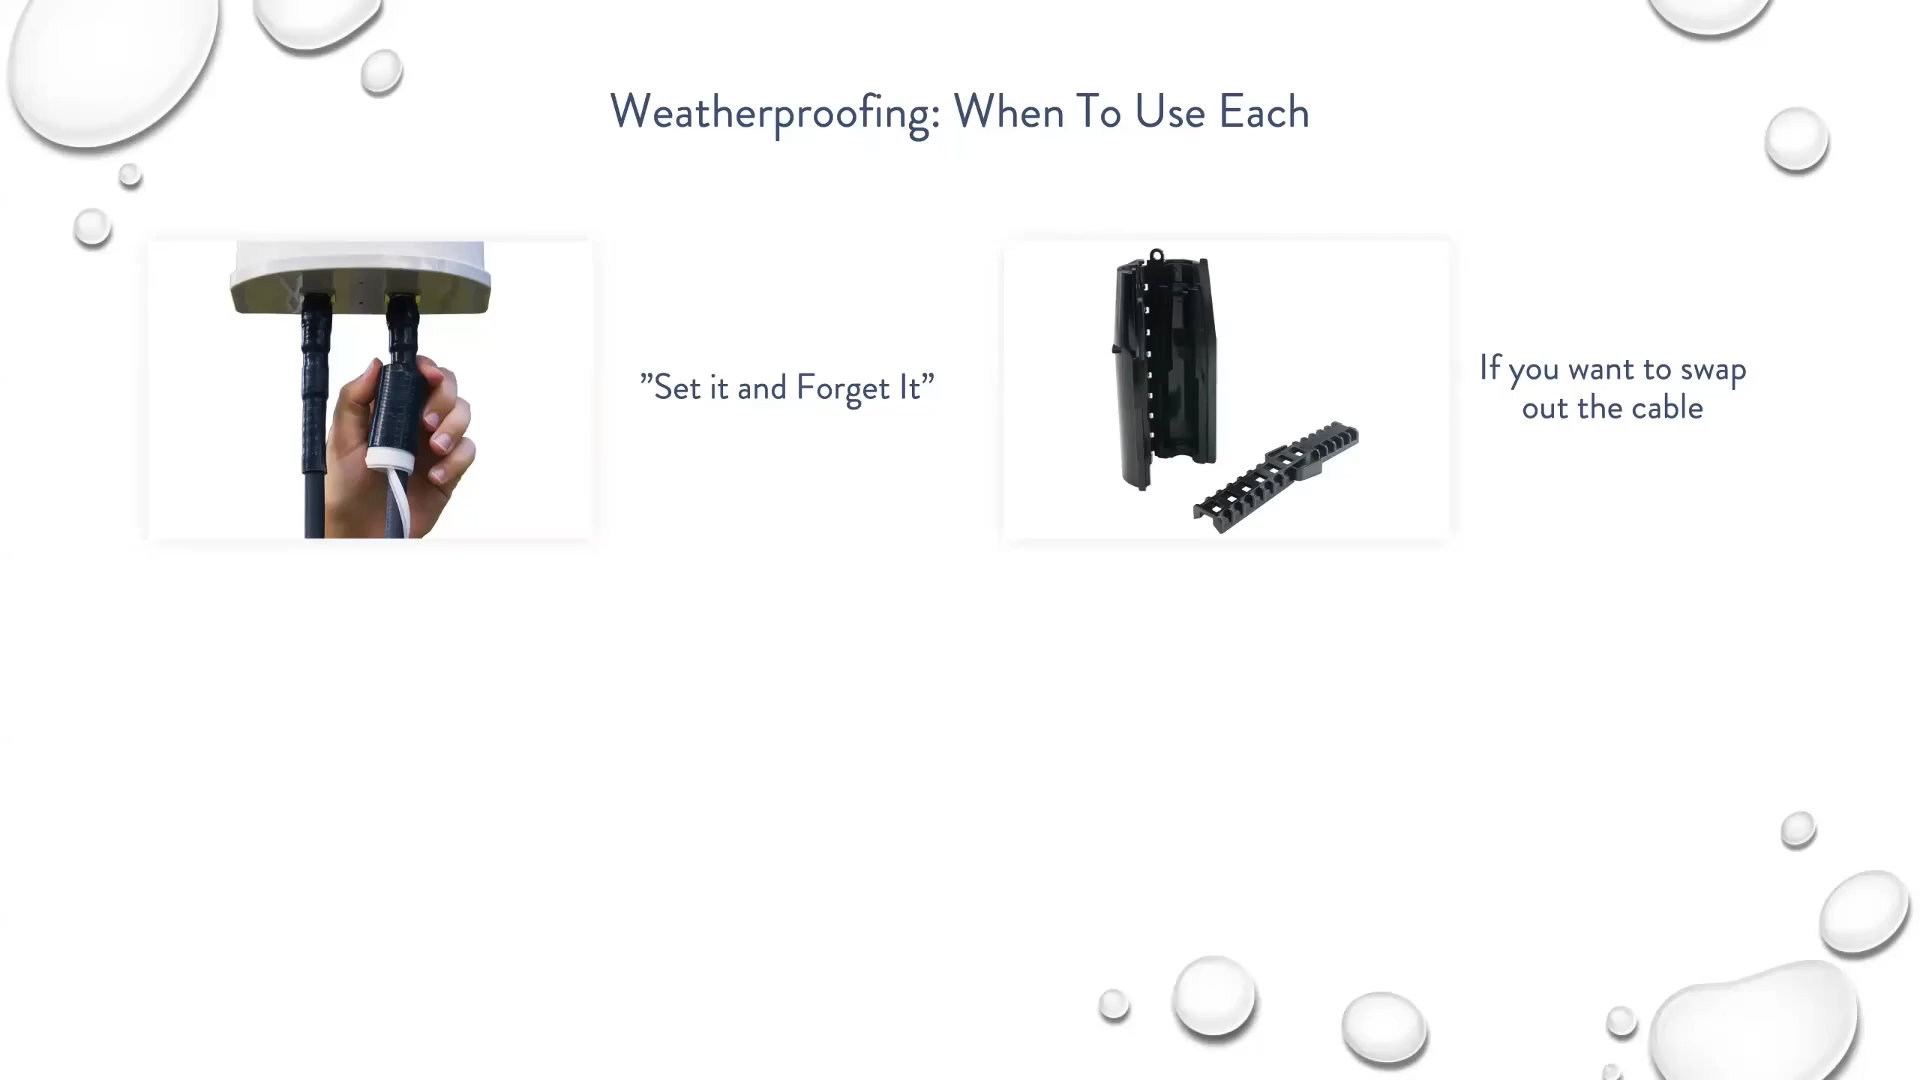 Weatherproofing: When To Use Each
”Set it and Forget It”
If you want to swap
out the cable